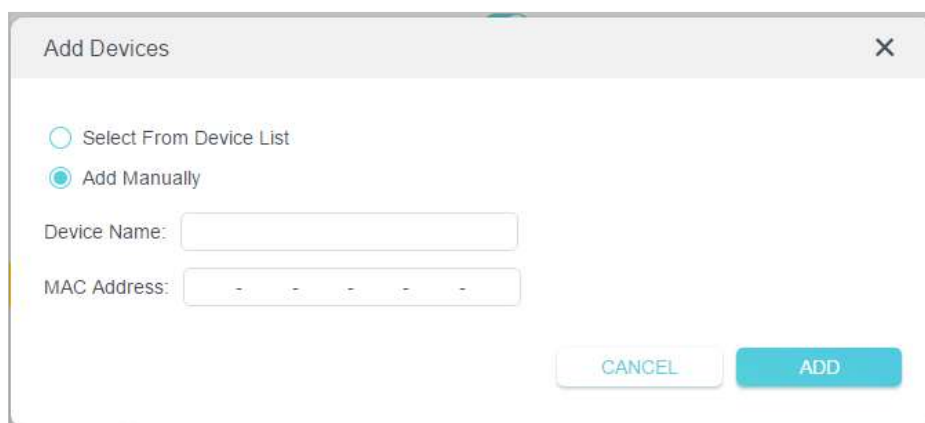 Add Devices
Select From Device List
Add Manually
Device Name:
MAC Address: - - - - -
CANCEL ADD